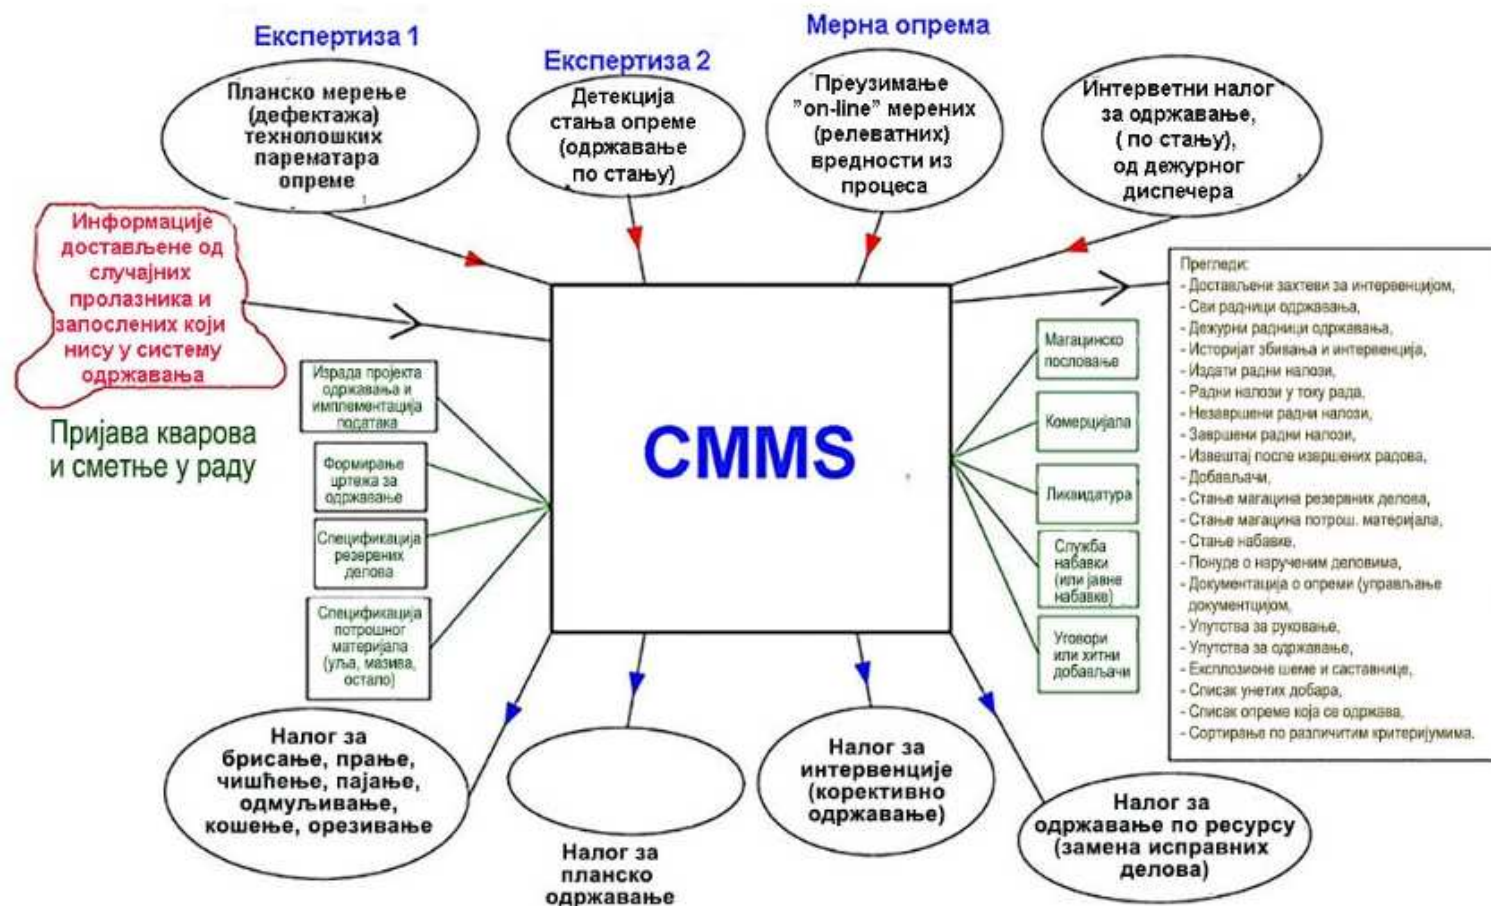 Експертиза 1
Планско мерење
(дефектажа)
технолошких
парематара
опреме
Експертиза 2
Детекција
стања опреме
(одржавање
по стању)
Мерна опрема
Преузимање
"on-line" мерених
(релеватних)
вредности из
процеса
Интерветни налог
за одржавање,
( по стању),
од дежурног
диспечера
Информације
достављене од
случајних
пролазника и
запослених који
нису у систему
одржавања
Пријава кварова
и сметње у раду
Израда пројекта
одржавања и
имплементација
података
Формирање
цртежа за
одржавање
Спецификација
резервних
делова
Спецификација
потрошног
материјала
(уља, мазива,
остало)
CMMS
Магацинско
пословање
Комерцијала
Ликвидатура
Служба
набавки
(или јавне
набавке)
Уговори
или хитни
добављачи
Прегледи:
- Достављени захтеви за интервенцијом,
- Сви радници одржавања,
- Дежурни радници одржавања,
- Историјат збивања и интервенција,
- Издати радни налози,
- Радни налози у току рада,
- Незавршени радни налози,
- Завршени радни налози,
- Извештај после извршених радова,
- Добављачи,
- Стање магацина резервних делова,
- Стање магацина потрош. материјала,
- Стање набавке,
- Понуде о нарученим деловима,
- Документација о опреми (управљање
документцијом,
- Упутства за руковање,
- Упутства за одржавање,
- Експлозионе шеме и саставнице,
- Списак унетих добара,
- Списак опреме која се одржава,
- Сортирање по различитим критеријумима.
Налог за
брисање, прање,
чишћење, пајање,
одмуљивање,
кошење, орезивање
Налог за
планско
одржавање
Налог за
интервенције
(корективно
одржавање)
Налог за
одржавање по ресурсу
(замена исправних
делова)